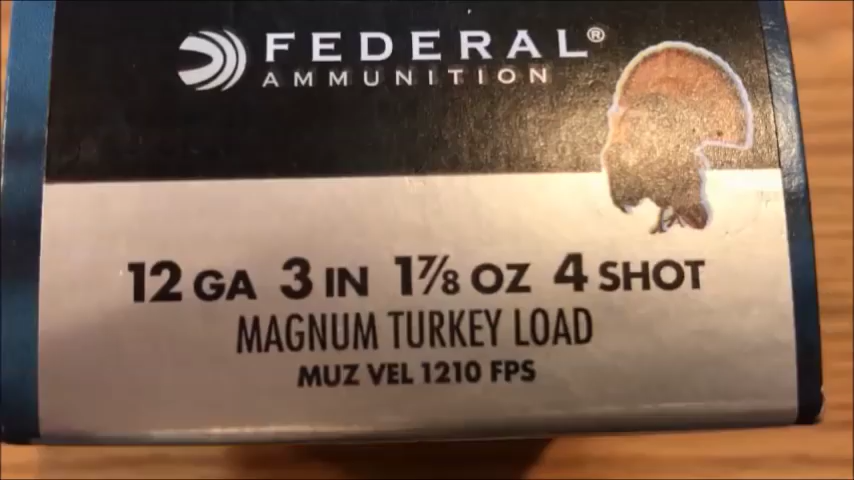 FEDERAL®
AMMUNITION
12 GA 3 IN 1⅞ OZ 4 SHOT
MAGNUM TURKEY LOAD
MUZ VEL 1210 FPS